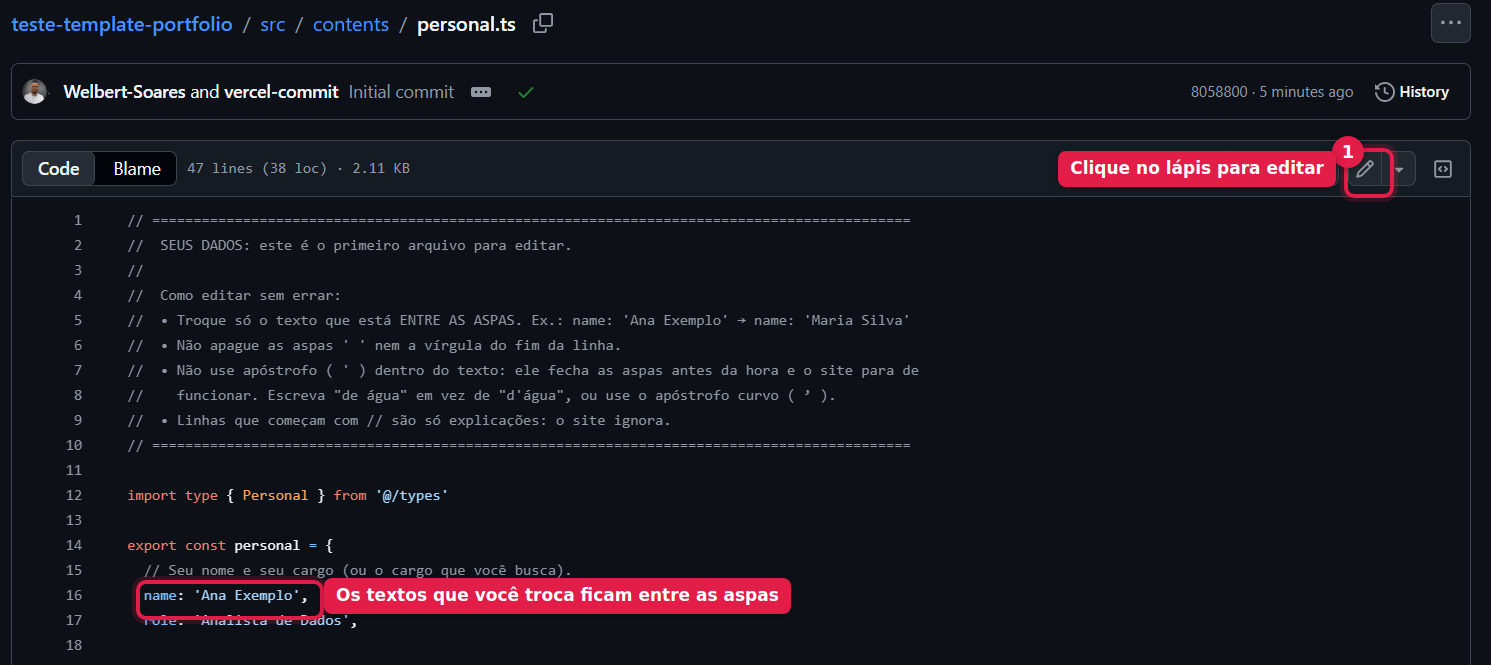 teste-template-portfolio / src / contents / personal.ts
Welbert-Soares and vercel-commit Initial commit 8058800 · 5 minutes ago History
Code Blame 47 lines (38 loc) · 2.11 KB Clique no lápis para editar 1
1 // ============================================================================================
2 // SEUS DADOS: este é o primeiro arquivo para editar.
3 //
4 // Como editar sem errar:
5 // • Troque só o texto que está ENTRE AS ASPAS. Ex.: name: 'Ana Exemplo' → name: 'Maria Silva'
6 // • Não apague as aspas ' ' nem a vírgula do fim da linha.
7 // • Não use apóstrofo ( ' ) dentro do texto: ele fecha as aspas antes da hora e o site para de
8 // funcionar. Escreva "de água" em vez de "d'água", ou use o apóstrofo curvo ( ’ ).
9 // • Linhas que começam com // são só explicações: o site ignora.
10 // ============================================================================================
11
12 import type { Personal } from '@/types'
13
14 export const personal = {
15 // Seu nome e seu cargo (ou o cargo que você busca).
16 name: 'Ana Exemplo', Os textos que você troca ficam entre as aspas
17 role: 'Analista de Dados',
18